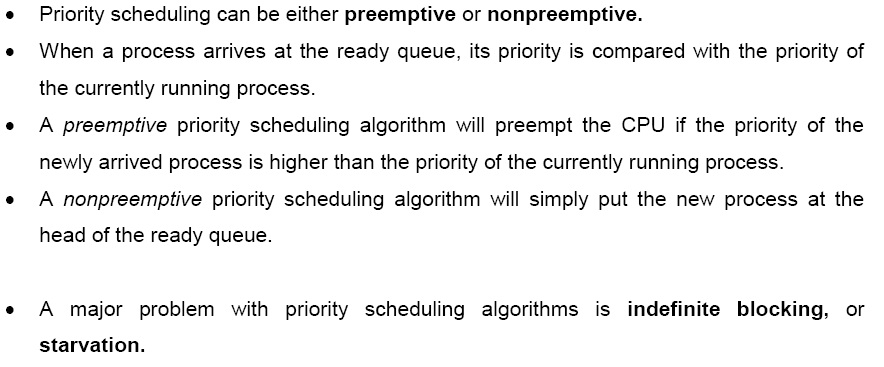 • Priority scheduling can be either preemptive or nonpreemptive.
• When a process arrives at the ready queue, its priority is compared with the priority of
the currently running process.
• A preemptive priority scheduling algorithm will preempt the CPU if the priority of the
newly arrived process is higher than the priority of the currently running process.
• A nonpreemptive priority scheduling algorithm will simply put the new process at the
head of the ready queue.
• A major problem with priority scheduling algorithms is indefinite blocking, or
starvation.